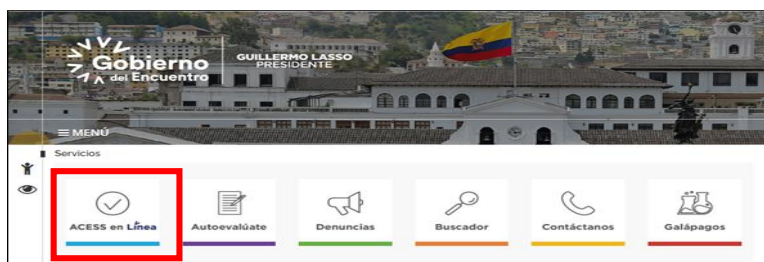 Gobierno
del Encuentro
GUILLERMO LASSO
PRESIDENTE
≡ MENÚ
Servicios
ACESS en Línea
Autoevalúate
Denuncias
Buscador
Contáctanos
Galápagos